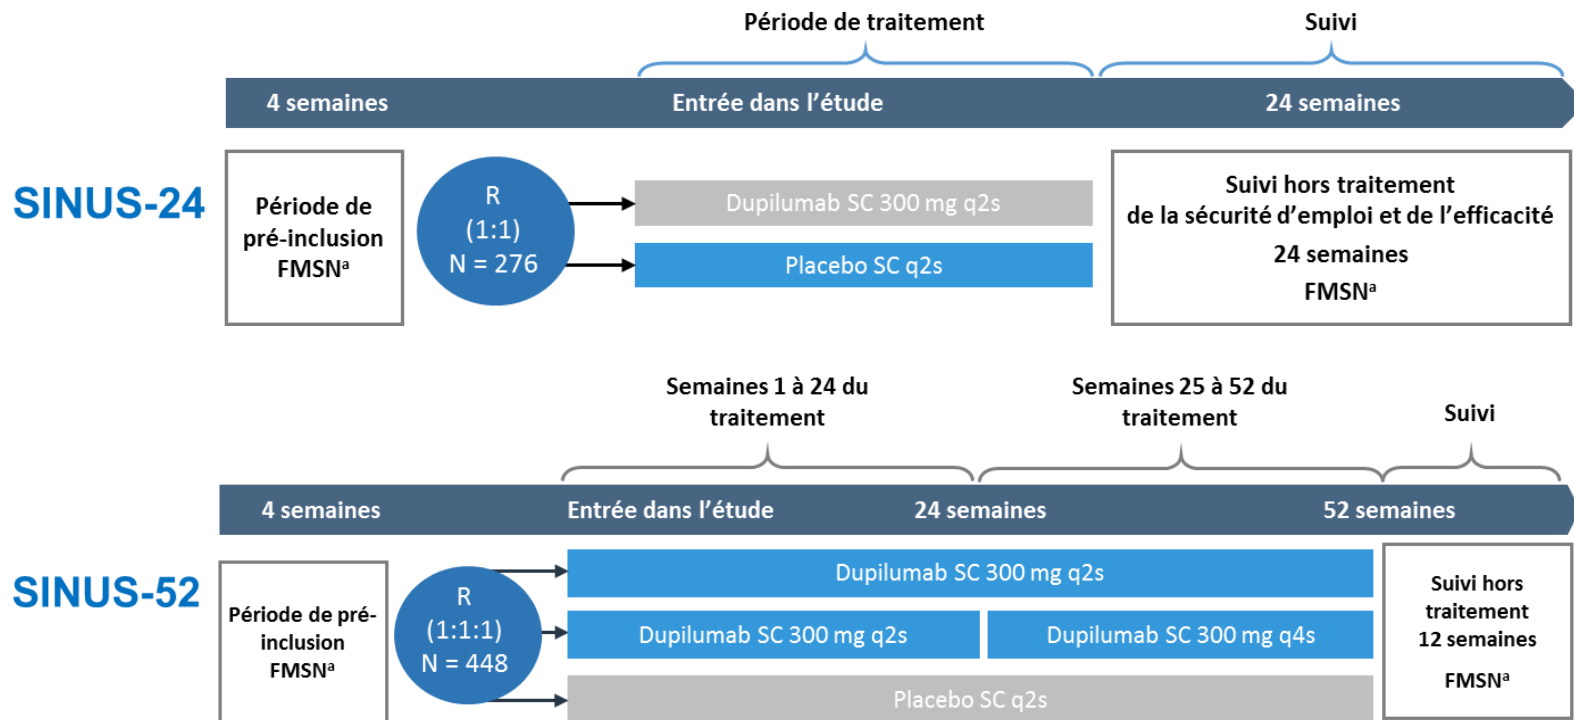 Période de traitement
Suivi
4 semaines
Entrée dans l’étude
24 semaines
SINUS-24
Période de
pré-inclusion
FMSNᵃ
R
(1:1)
N = 276
Dupilumab SC 300 mg q2s
Placebo SC q2s
Suivi hors traitement
de la sécurité d’emploi et de l’efficacité
24 semaines
FMSNᵃ
Semaines 1 à 24 du
traitement
Semaines 25 à 52 du
traitement
Suivi
4 semaines
Entrée dans l’étude
24 semaines
52 semaines
SINUS-52
Période de pré-
inclusion
FMSNᵃ
R
(1:1:1)
N = 448
Dupilumab SC 300 mg q2s
Dupilumab SC 300 mg q2s
Dupilumab SC 300 mg q4s
Placebo SC q2s
Suivi hors
traitement
12 semaines
FMSNᵃ